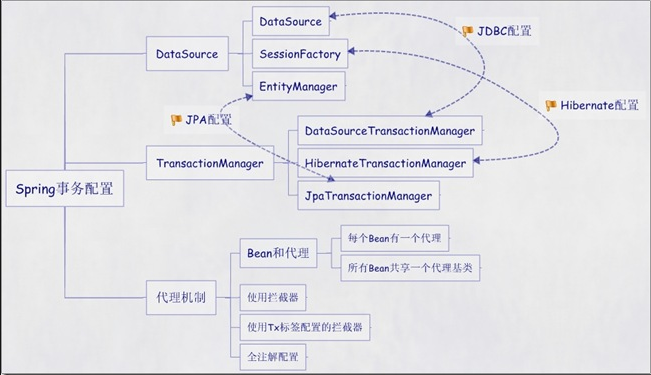 DataSource
JDBC配置
DataSource
SessionFactory
EntityManager
Hibernate配置
JPA配置
DataSourceTransactionManager
TransactionManager
HibernateTransactionManager
Spring事务配置
JpaTransactionManager
每个Bean有一个代理
Bean和代理
所有Bean共享一个代理基类
代理机制
使用拦截器
使用Tx标签配置的拦截器
全注解配置